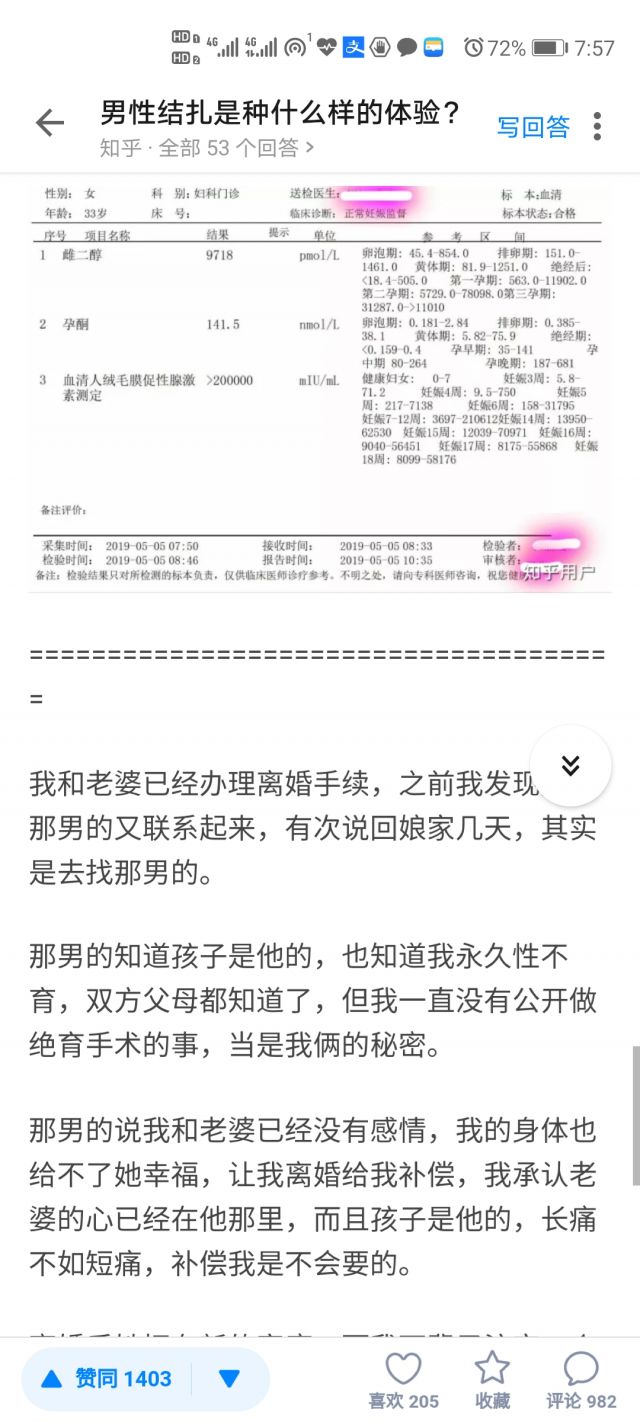 HD 1 4G 4G 1 72% 7:57
HD 2
男性结扎是种什么样的体验?
知乎 · 全部 53 个回答 >
写回答
性别: 女 科 别:妇科门诊 送检医生: 标 本:血清
年龄: 33岁 床 号: 临床诊断: 正常妊娠监督 标本状态:合格
序号 项目名称 结果 提示 单位 参 考 区 间
1 雌二醇 9718 pmol/L 卵泡期: 45.4-854.0 排卵期: 151.0-
1461.0 黄体期: 81.9-1251.0 绝经后:
<18.4-505.0 第一孕期: 563.0-11902.0
第二孕期: 5729.0-78098.0第三孕期:
31287.0->11010
2 孕酮 141.5 nmol/L 卵泡期: 0.181-2.84 排卵期: 0.385-
38.1 黄体期: 5.82-75.9 绝经期:
<0.159-0.4 孕早期: 35-141 孕
中期 80-264 孕晚期: 187-681
3 血清人绒毛膜促性腺激 >200000 mIU/mL 健康妇女: 0-7 妊娠3周: 5.8-
素测定 71.2 妊娠4周: 9.5-750 妊娠5
周: 217-7138 妊娠6周: 158-31795
妊娠7-12周: 3697-210612妊娠14周: 13950-
62530 妊娠15周: 12039-70971 妊娠16周:
9040-56451 妊娠17周: 8175-55868 妊娠
18周: 8099-58176
备注评价:
采集时间: 2019-05-05 07:50 接收时间: 2019-05-05 08:33 检验者:
检验时间: 2019-05-05 08:46 报告时间: 2019-05-05 10:35 审核者:
备注: 检验结果只对所检测的标本负责, 仅供临床医师诊疗参考。不明之处, 请向专科医师咨询, 祝您健
知乎用户
=====================================
=
我和老婆已经办理离婚手续，之前我发现
那男的又联系起来，有次说回娘家几天，其实
是去找那男的。
那男的知道孩子是他的，也知道我永久性不
育，双方父母都知道了，但我一直没有公开做
绝育手术的事，当是我俩的秘密。
那男的说我和老婆已经没有感情，我的身体也
给不了她幸福，让我离婚给我补偿，我承认老
婆的心已经在他那里，而且孩子是他的，长痛
不如短痛，补偿我是不会要的。
赞同 1403
喜欢 205 收藏 评论 982